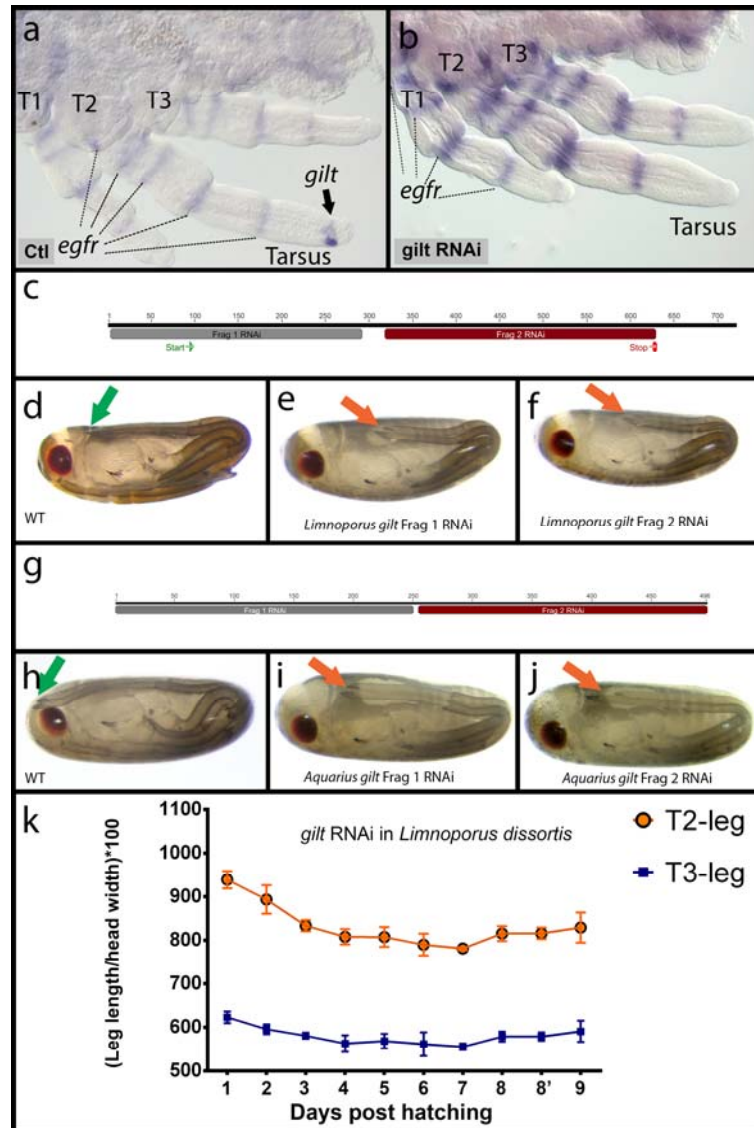 a
T1
T2
T3
gilt
egfr
Ctl
Tarsus
b
T1
T2
T3
egfr
gilt RNAi
Tarsus
c
1 50 100 150 200 250 300 350 400 450 500 550 600 650 700
Frag 1 RNAi
Frag 2 RNAi
Start
Stop
d
WT
e
Limnoporus gilt Frag 1 RNAi
f
Limnoporus gilt Frag 2 RNAi
g
1 50 100 150 200 250 300 350 400 450 496
Frag 1 RNAi
Frag 2 RNAi
h
WT
i
Aquarius gilt Frag 1 RNAi
j
Aquarius gilt Frag 2 RNAi
k
gilt RNAi in Limnoporus dissortis
T2-leg
T3-leg
(Leg length/head width)*100
1100
1000
900
800
700
600
500
1 2 3 4 5 6 7 8 8' 9
Days post hatching